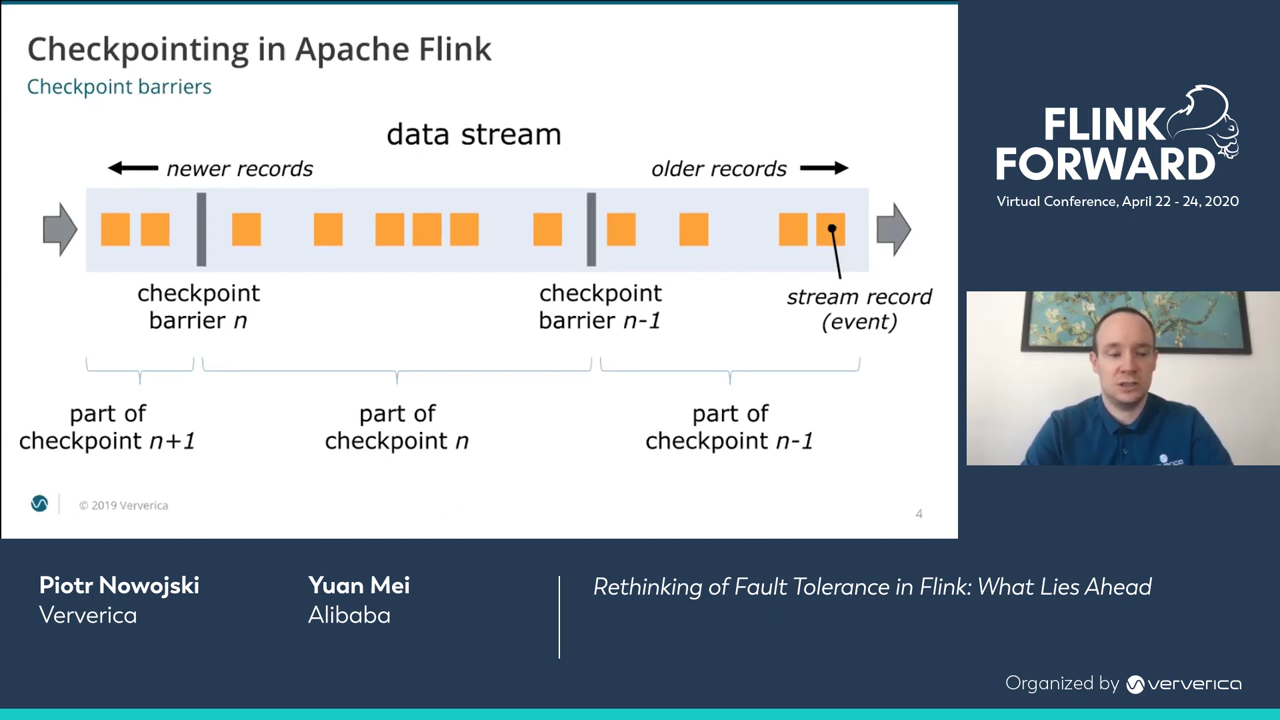 Checkpointing in Apache Flink
Checkpoint barriers
data stream
newer records
older records
checkpoint
barrier n
checkpoint
barrier n-1
stream record
(event)
part of
checkpoint n+1
part of
checkpoint n
part of
checkpoint n-1
© 2019 Ververica
4
FLINK
FORWARD
Virtual Conference, April 22 - 24, 2020
Piotr Nowojski
Ververica
Yuan Mei
Alibaba
Rethinking of Fault Tolerance in Flink: What Lies Ahead
Organized by ververica